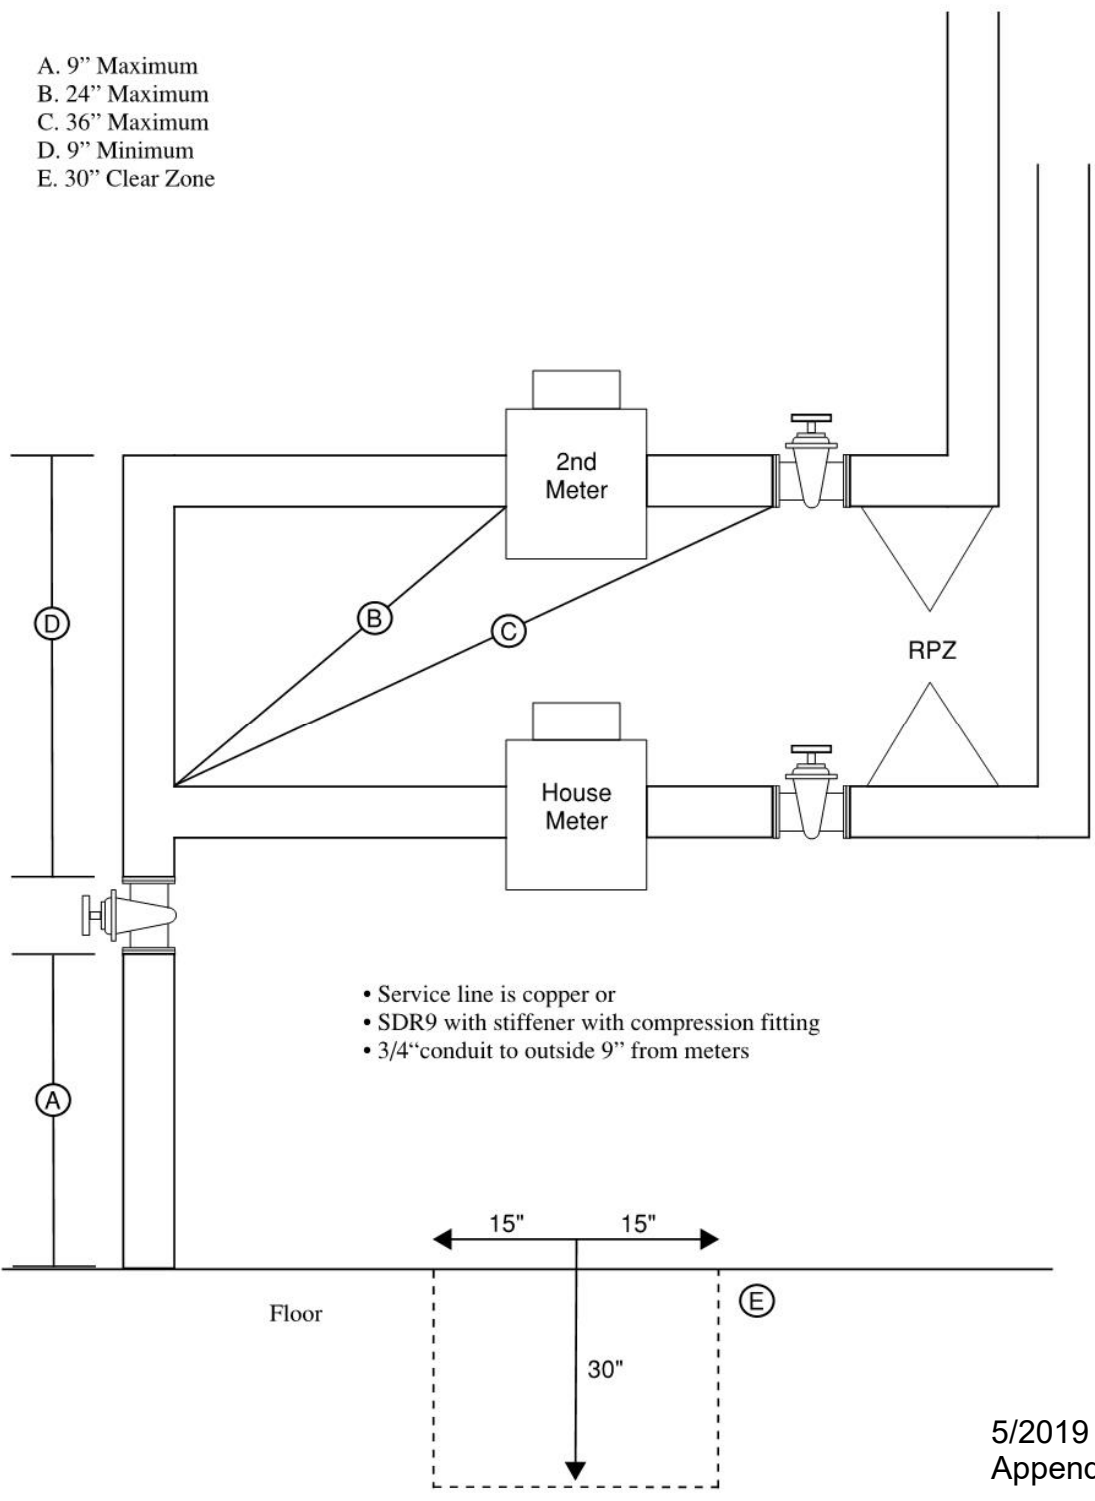 A. 9” Maximum
B. 24” Maximum
C. 36” Maximum
D. 9” Minimum
E. 30” Clear Zone
2nd
Meter
D
B
C
RPZ
House
Meter
• Service line is copper or
• SDR9 with stiffener with compression fitting
• 3/4“conduit to outside 9” from meters
A
15" 15"
E
Floor
30"
5/2019
Append